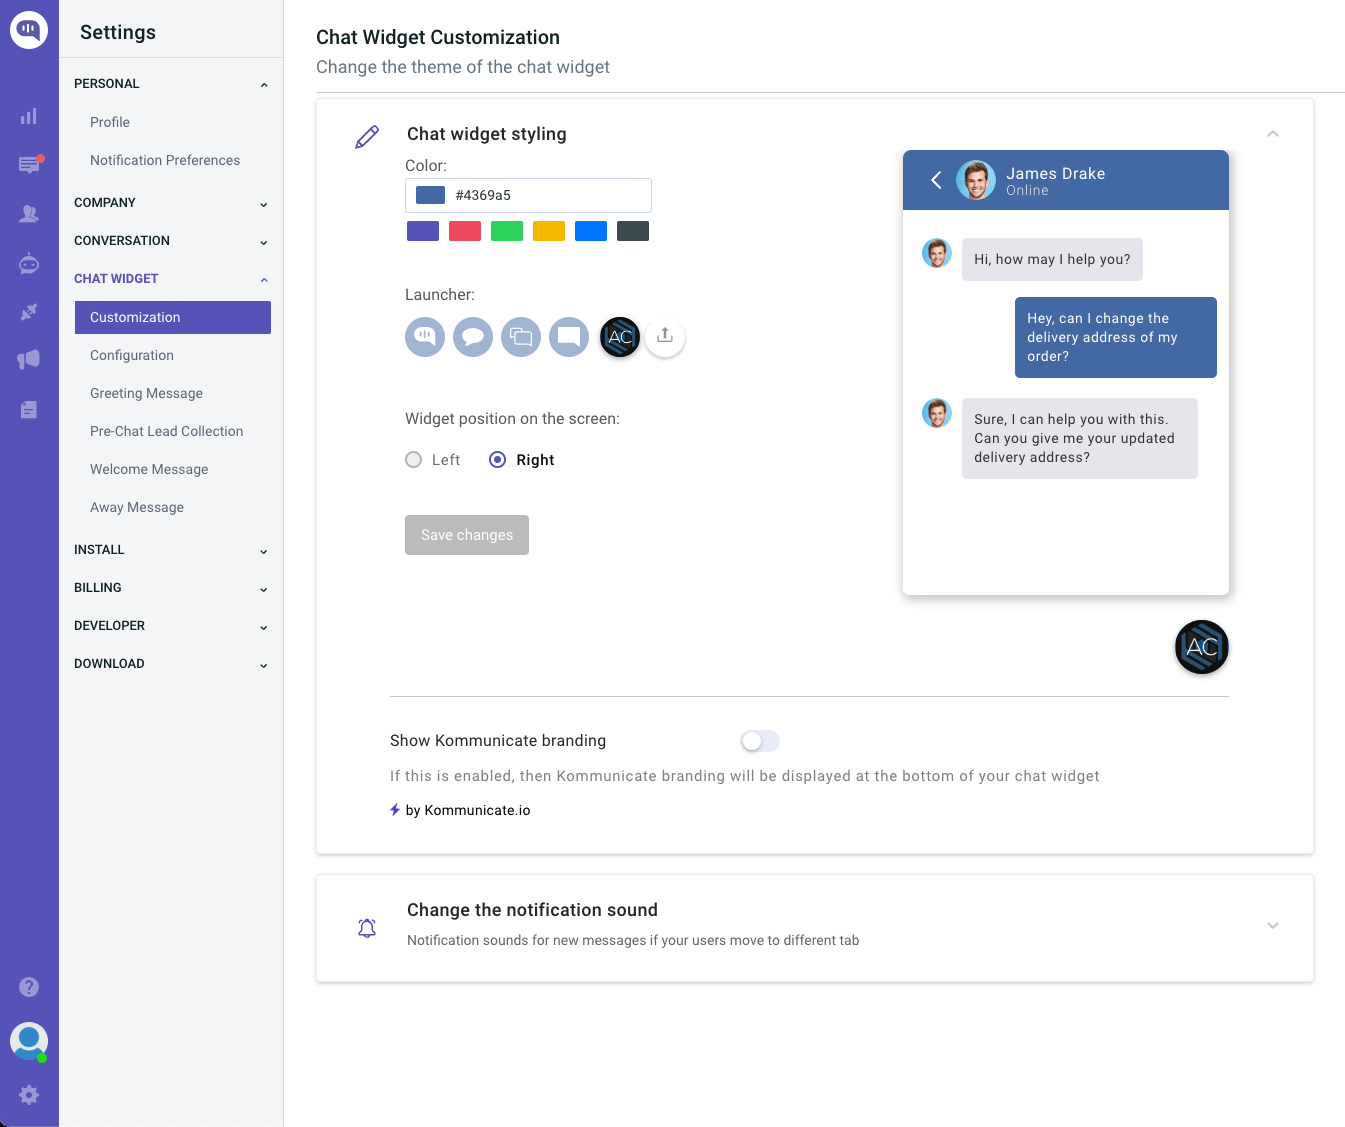 Settings
PERSONAL
Profile
Notification Preferences
COMPANY
CONVERSATION
CHAT WIDGET
Customization
Configuration
Greeting Message
Pre-Chat Lead Collection
Welcome Message
Away Message
INSTALL
BILLING
DEVELOPER
DOWNLOAD
Chat Widget Customization
Change the theme of the chat widget
Chat widget styling
Color:
#4369a5
Launcher:
AC
Widget position on the screen:
Left
Right
Save changes
James Drake
Online
Hi, how may I help you?
Hey, can I change the
delivery address of my
order?
Sure, I can help you with this.
Can you give me your updated
delivery address?
AC
Show Kommunicate branding
If this is enabled, then Kommunicate branding will be displayed at the bottom of your chat widget
by Kommunicate.io
Change the notification sound
Notification sounds for new messages if your users move to different tab